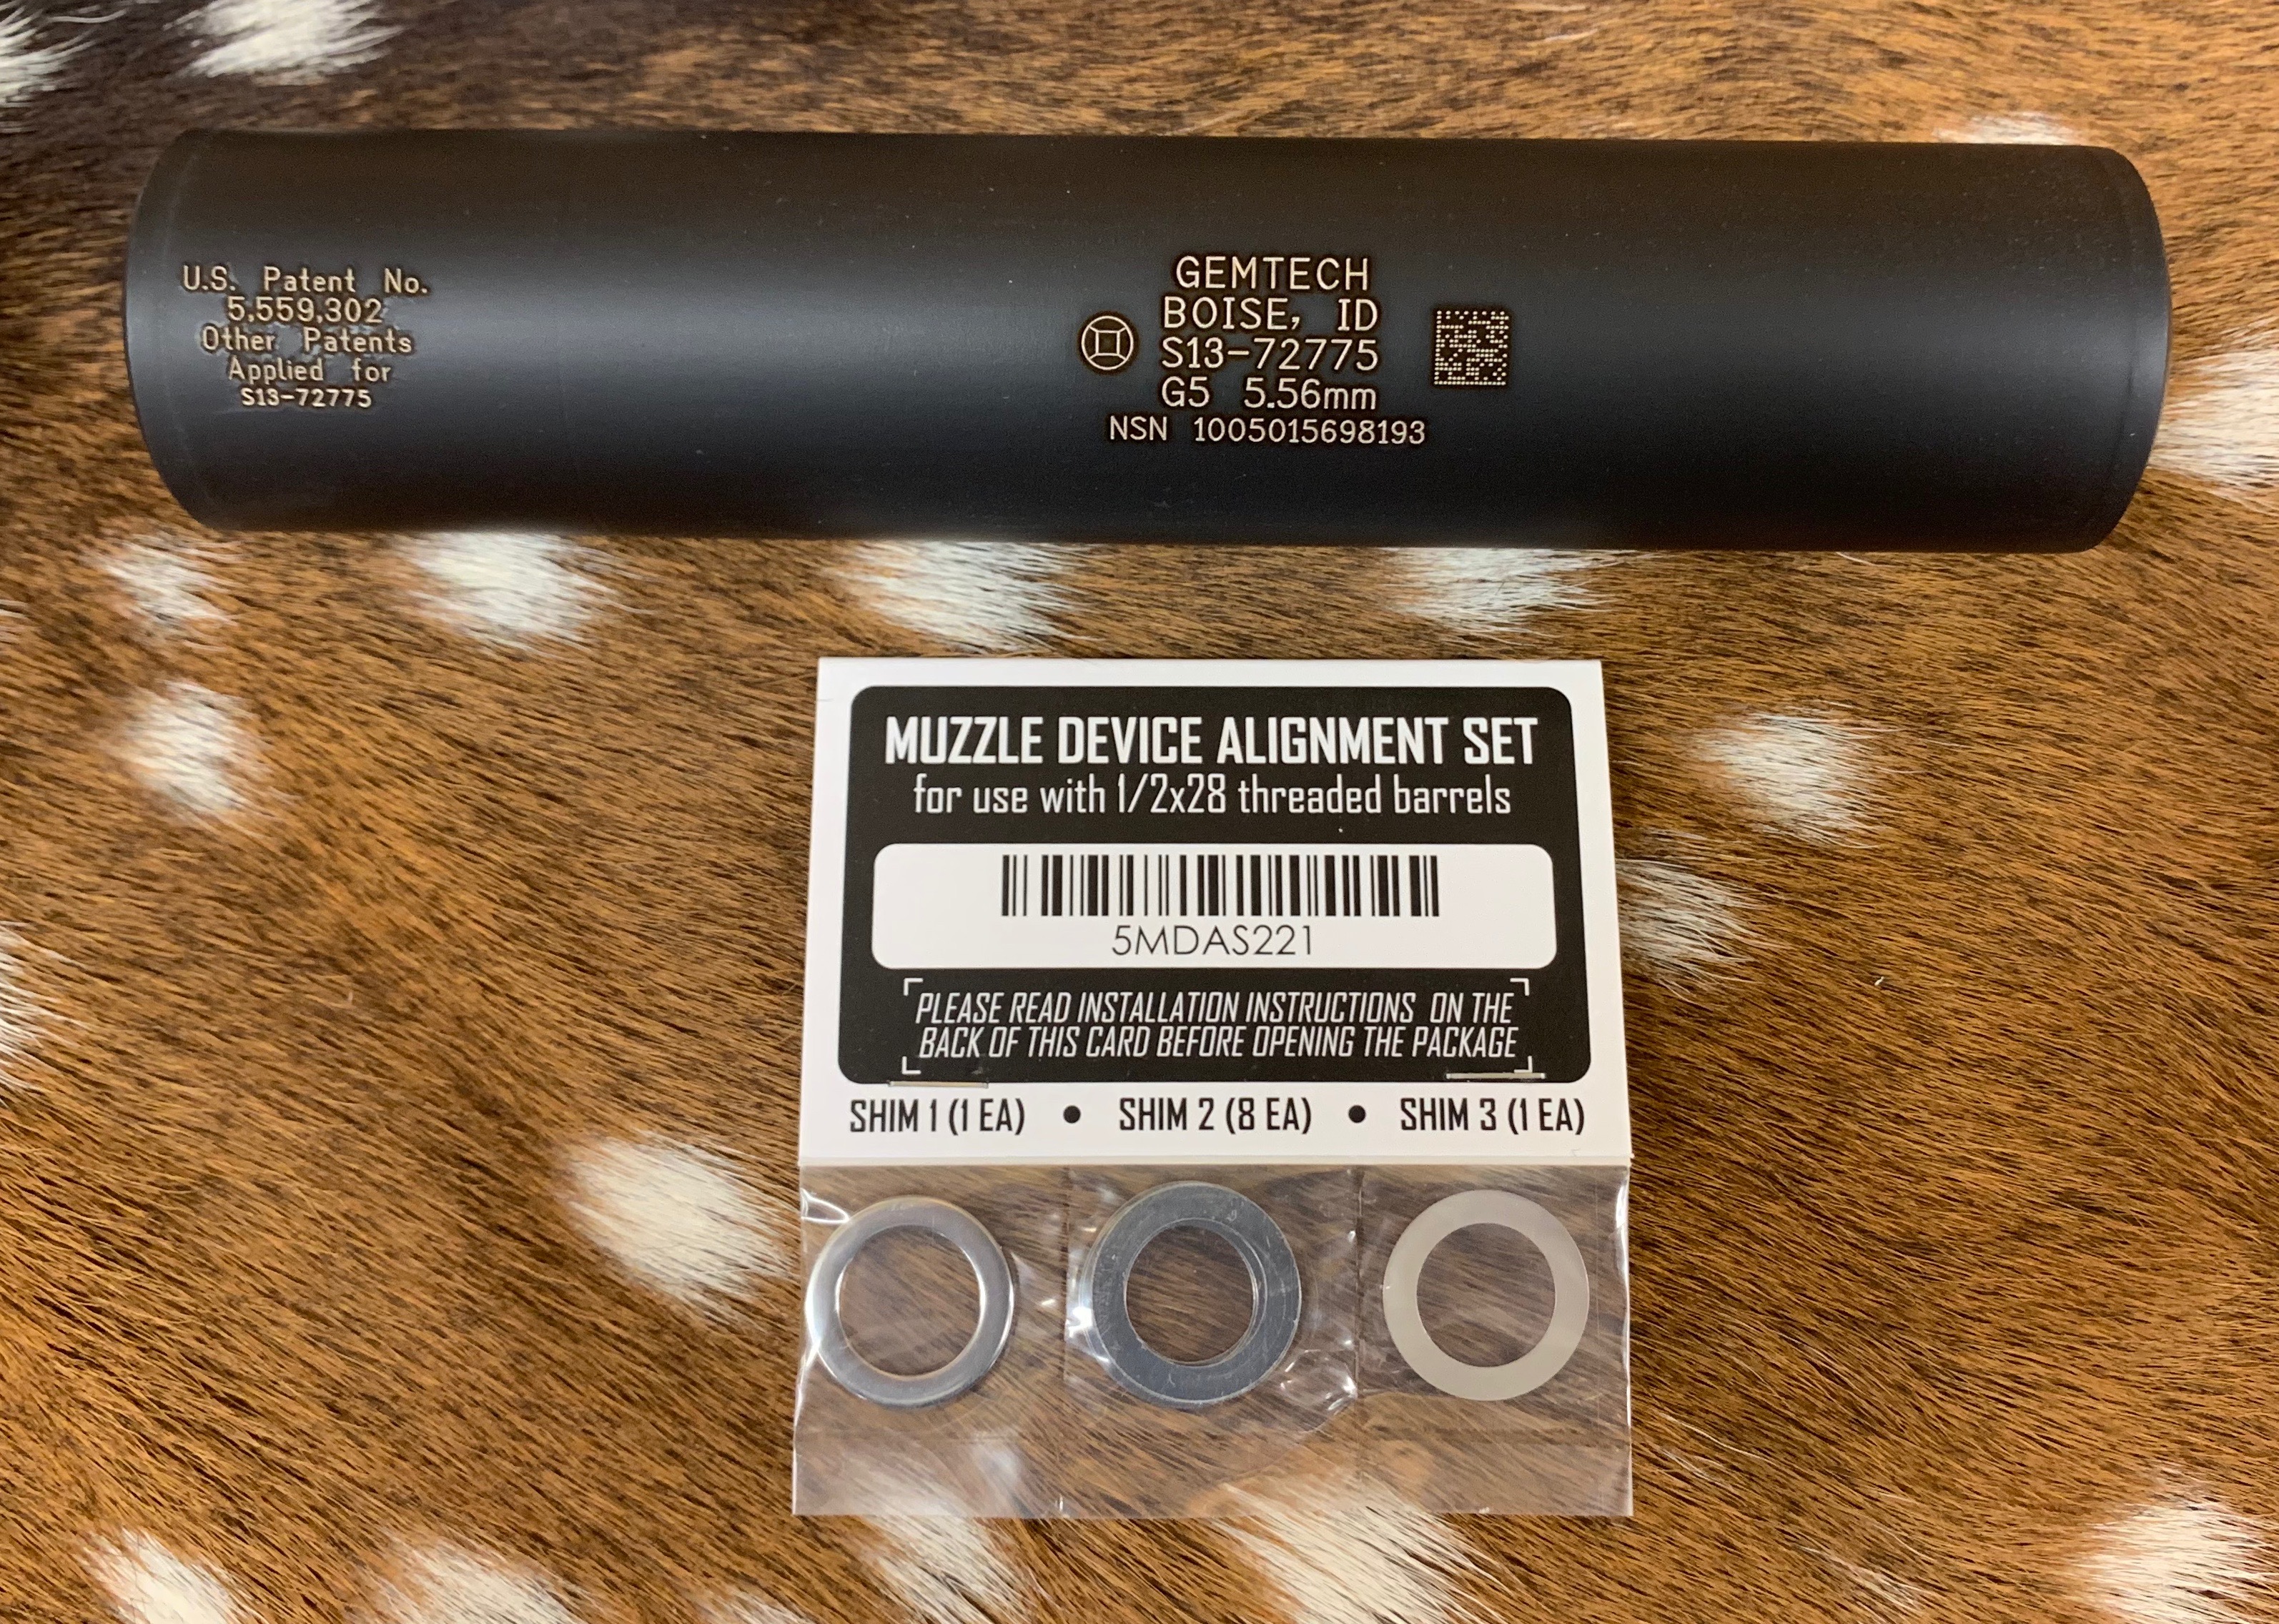 U.S. Patent No.
5,559,302
Other Patents
Applied for
S13-72775
GEMTECH
BOISE, ID
S13-72775
G5 5.56mm
NSN 1005015698193
MUZZLE DEVICE ALIGNMENT SET
for use with 1/2x28 threaded barrels
5MDAS221
PLEASE READ INSTALLATION INSTRUCTIONS ON THE
BACK OF THIS CARD BEFORE OPENING THE PACKAGE
SHIM 1 (1 EA) • SHIM 2 (8 EA) • SHIM 3 (1 EA)